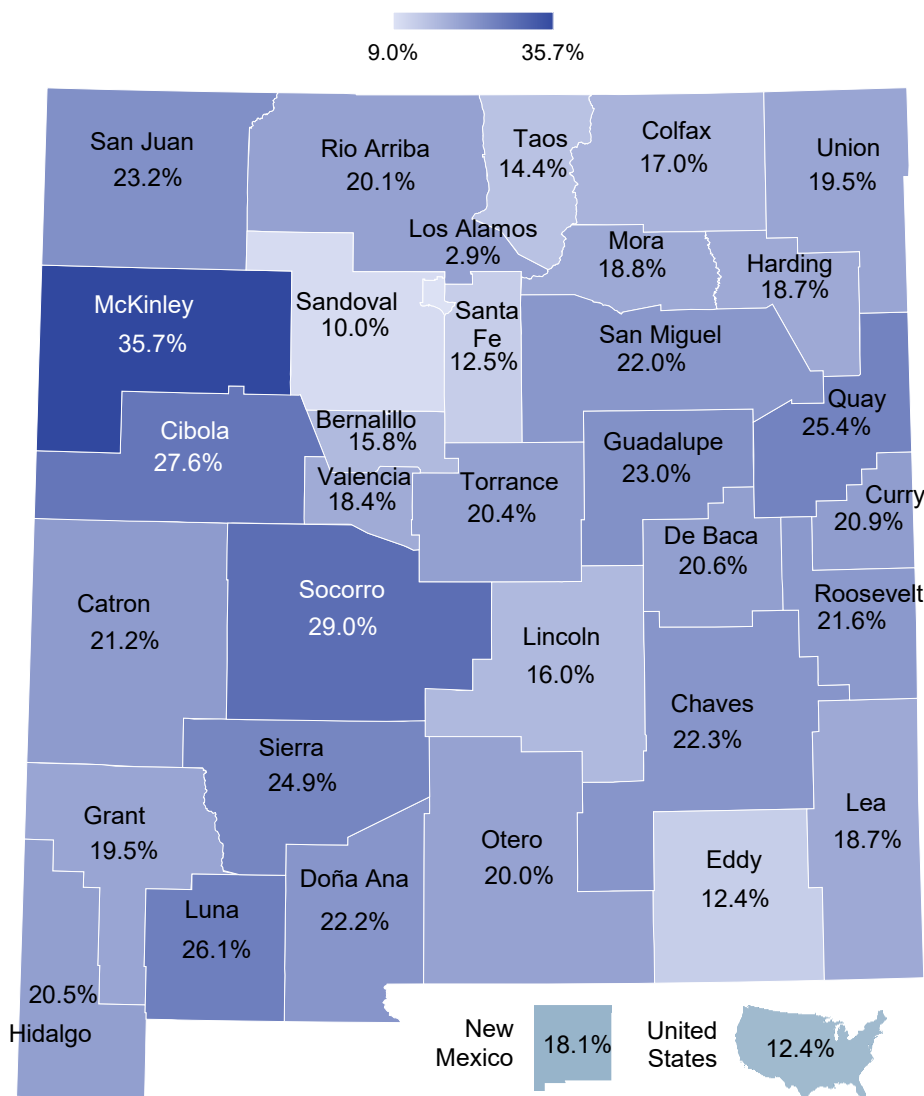 9.0%
35.7%
San Juan
23.2%
Rio Arriba
20.1%
Taos
14.4%
Colfax
17.0%
Union
19.5%
Los Alamos
2.9%
Mora
18.8%
Harding
18.7%
McKinley
35.7%
Sandoval
10.0%
Santa
Fe
12.5%
San Miguel
22.0%
Quay
25.4%
Cibola
27.6%
Bernalillo
15.8%
Guadalupe
23.0%
Valencia
18.4%
Torrance
20.4%
Curry
20.9%
De Baca
20.6%
Catron
21.2%
Socorro
29.0%
Roosevelt
21.6%
Lincoln
16.0%
Chaves
22.3%
Sierra
24.9%
Grant
19.5%
Lea
18.7%
Otero
20.0%
Eddy
12.4%
Doña Ana
22.2%
Luna
26.1%
20.5%
Hidalgo
New
Mexico
18.1%
United
States
12.4%